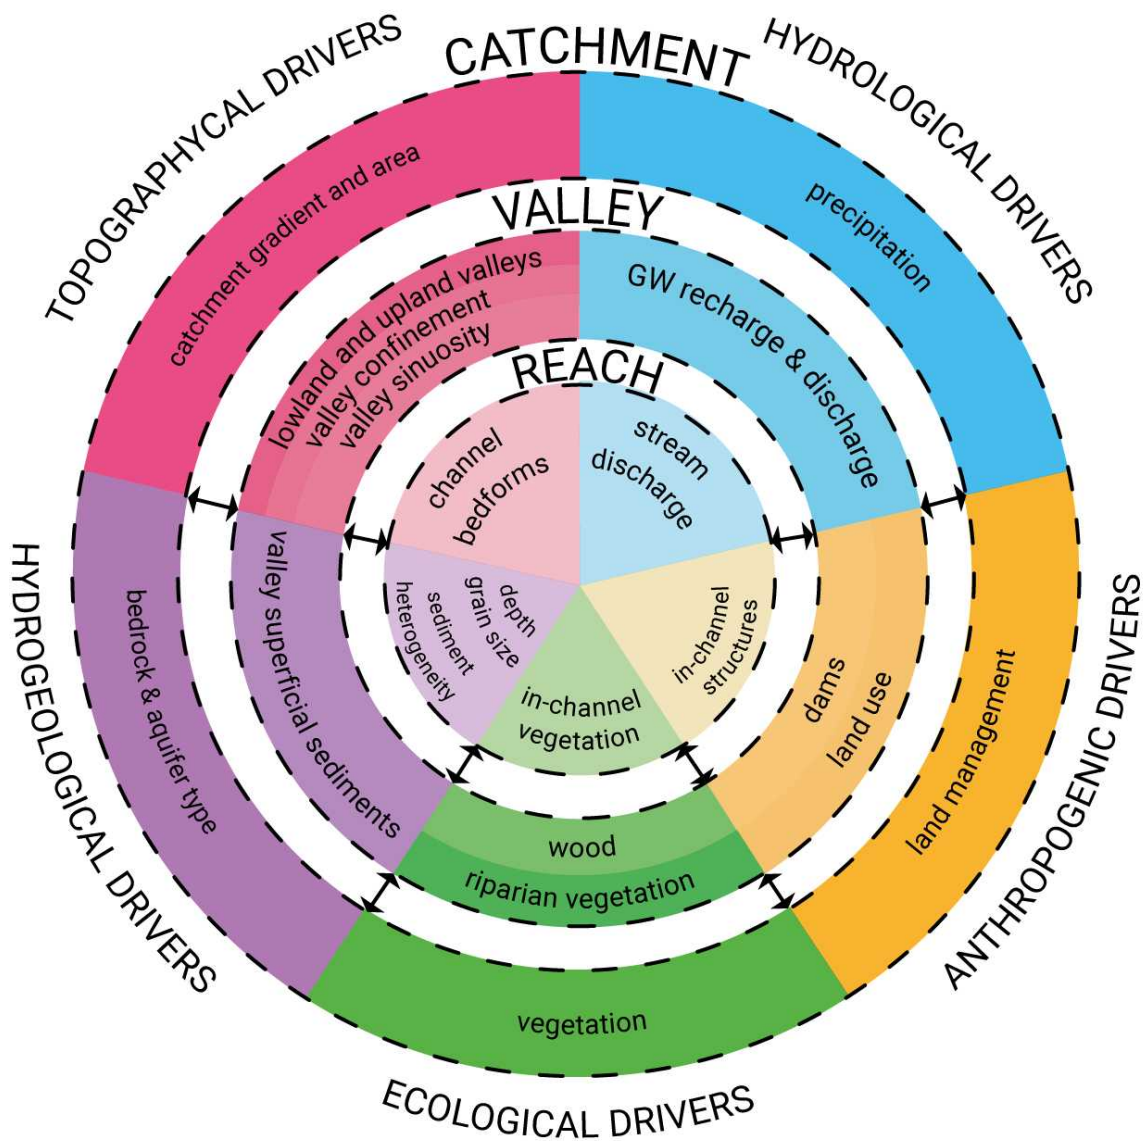 CATCHMENT
TOPOGRAPHYCAL DRIVERS
HYDROLOGICAL DRIVERS
catchment gradient and area
precipitation
VALLEY
lowland and upland valleys
valley confinement
valley sinuosity
GW recharge & discharge
REACH
channel
bedforms
stream
discharge
HYDROGEOLOGICAL DRIVERS
bedrock & aquifer type
valley superficial sediments
depth
grain size
sediment
heterogeneity
in-channel
vegetation
in-channel
structures
dams
land use
land management
ANTHROPOGENIC DRIVERS
wood
riparian vegetation
vegetation
ECOLOGICAL DRIVERS